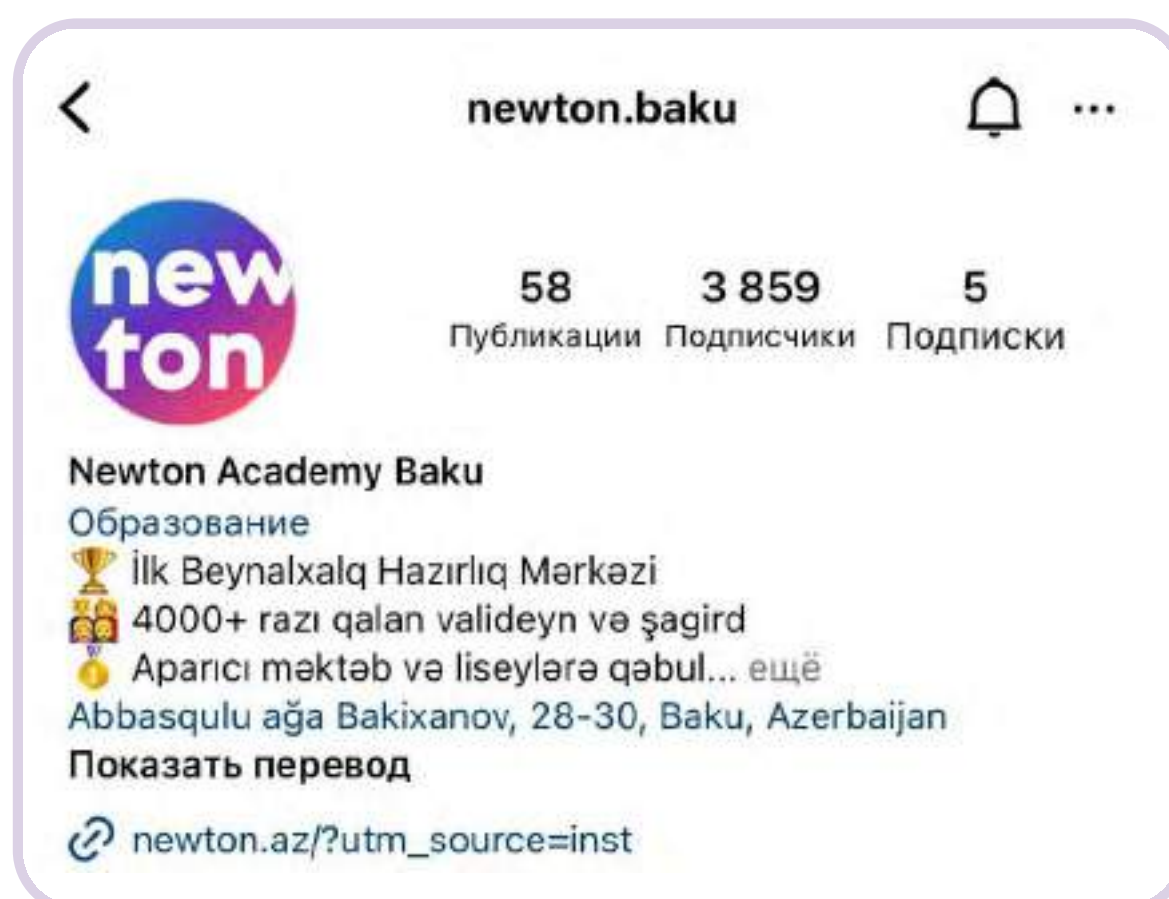 newton.baku
new
ton
58 3 859 5
Публикации Подписчики Подписки
Newton Academy Baku
Образование
İlk Beynalxalq Hazırlıq Mərkəzi
4000+ razı qalan valideyn və şagird
Aparıcı məktəb və liseylərə qəbul... ещё
Abbasqulu ağa Bakixanov, 28-30, Baku, Azerbaijan
Показать перевод
newton.az/?utm_source=inst